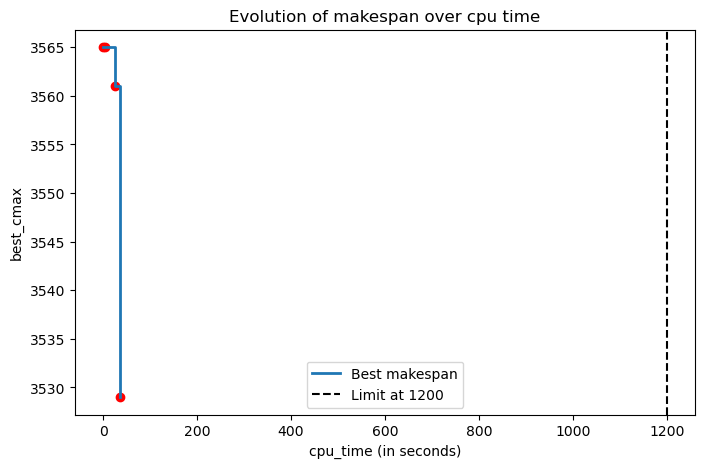 Evolution of makespan over cpu time
3565
3560
3555
3550
3545
3540
3535
3530
best_cmax
Best makespan
Limit at 1200
0 200 400 600 800 1000 1200
cpu_time (in seconds)